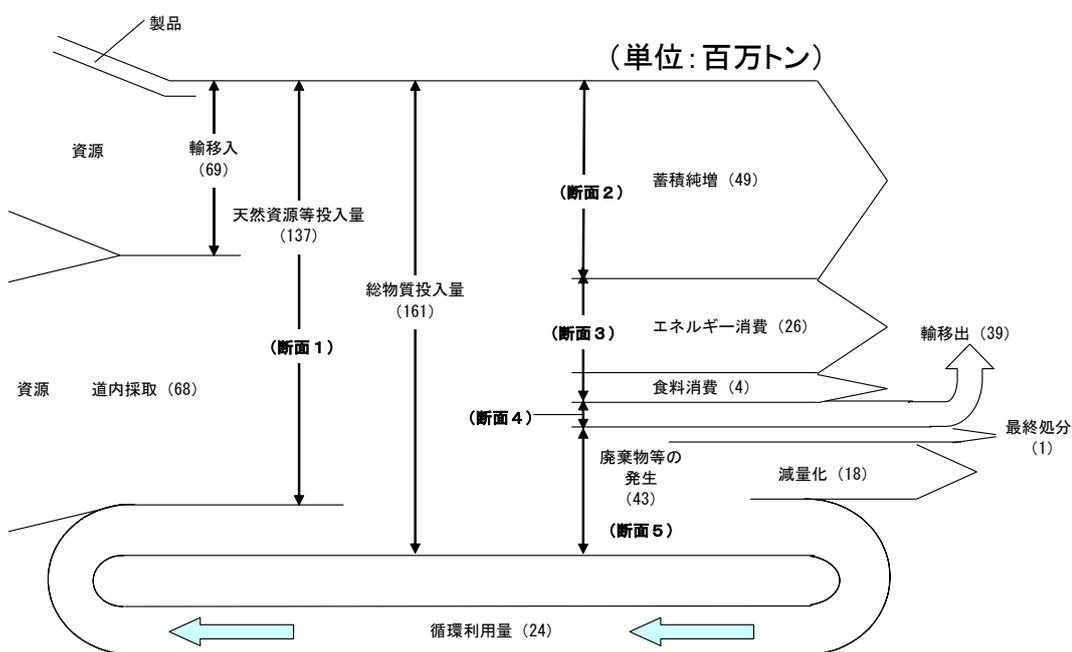 製品
（単位：百万トン）
資源
輸移入
（69）
天然資源等投入量
（137）
総物質投入量
（161）
（断面１）
資源
道内採取（68）
（断面２）
蓄積純増（49）
（断面３）
エネルギー消費（26）
食料消費（4）
（断面４）
輸移出（39）
最終処分
（1）
廃棄物等の
発生
（43）
減量化（18）
（断面５）
循環利用量（24）